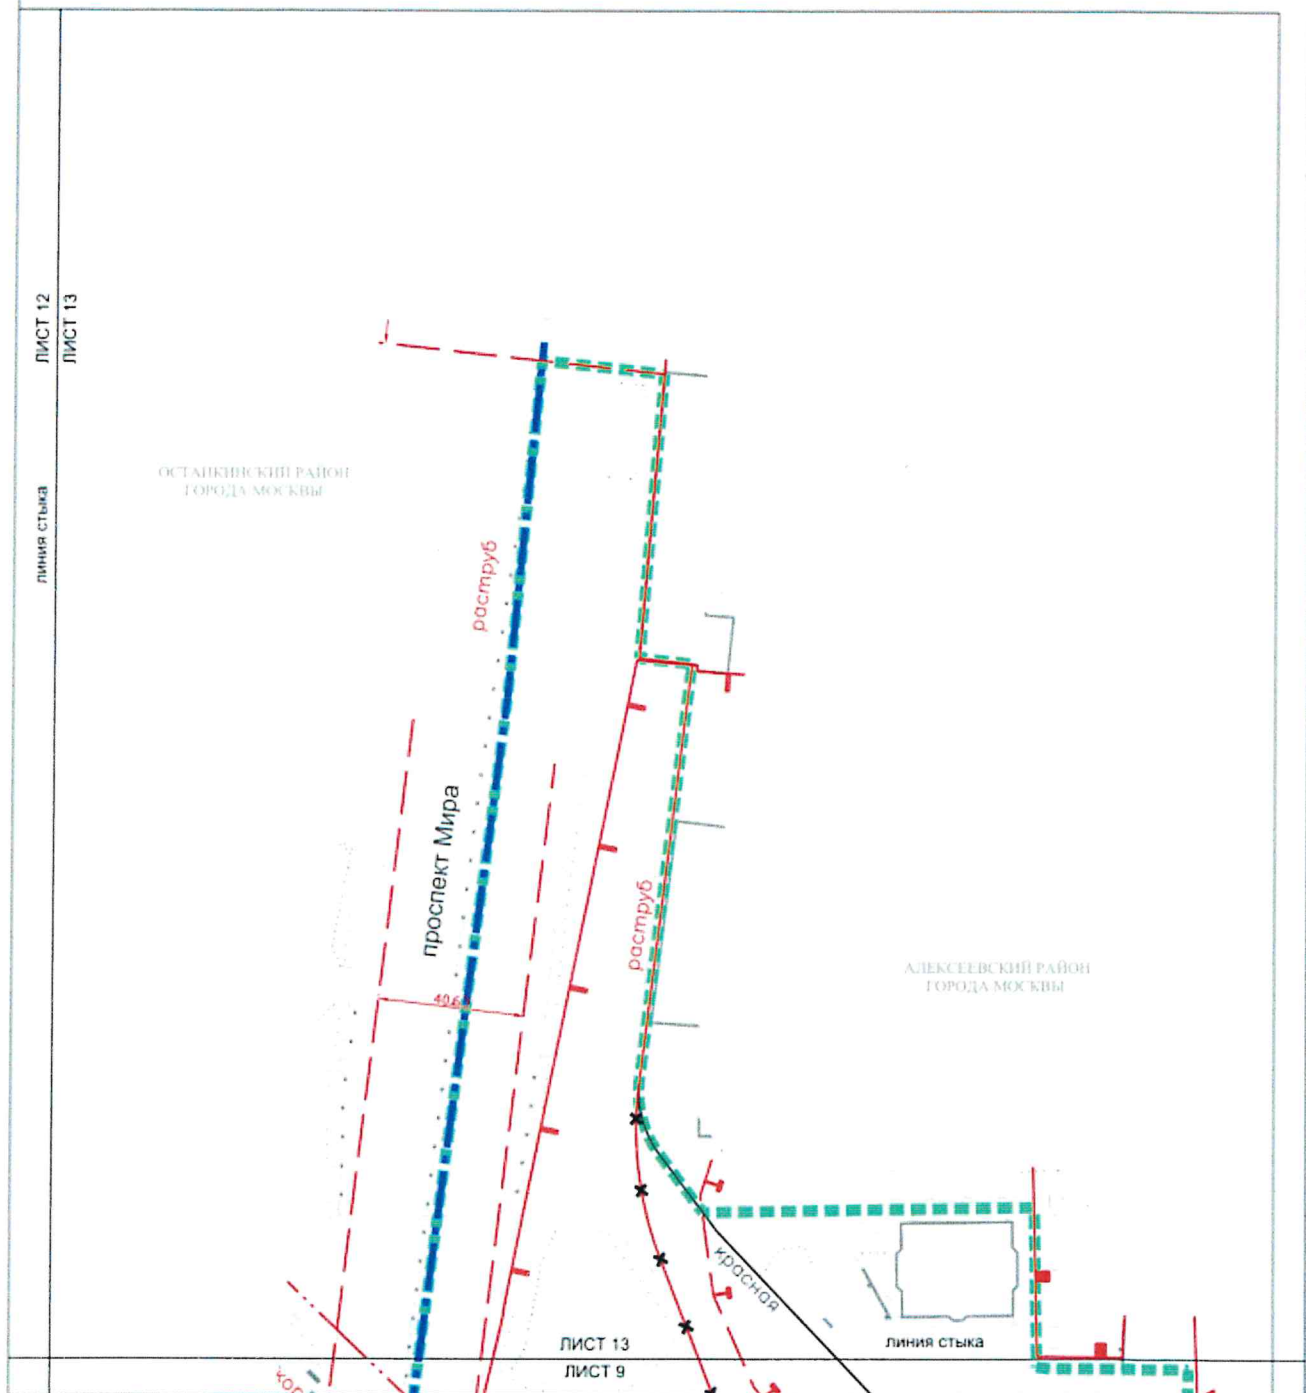 ЛИСТ 12
ЛИСТ 13
линия стыка
ОСТАНКИНСКИЙ РАЙОН
ГОРОДА МОСКВЫ
раструб
проспект Мира
раструб
АЛЕКСЕЕВСКИЙ РАЙОН
ГОРОДА МОСКВЫ
красная
ЛИСТ 13
ЛИСТ 9
линия стыка